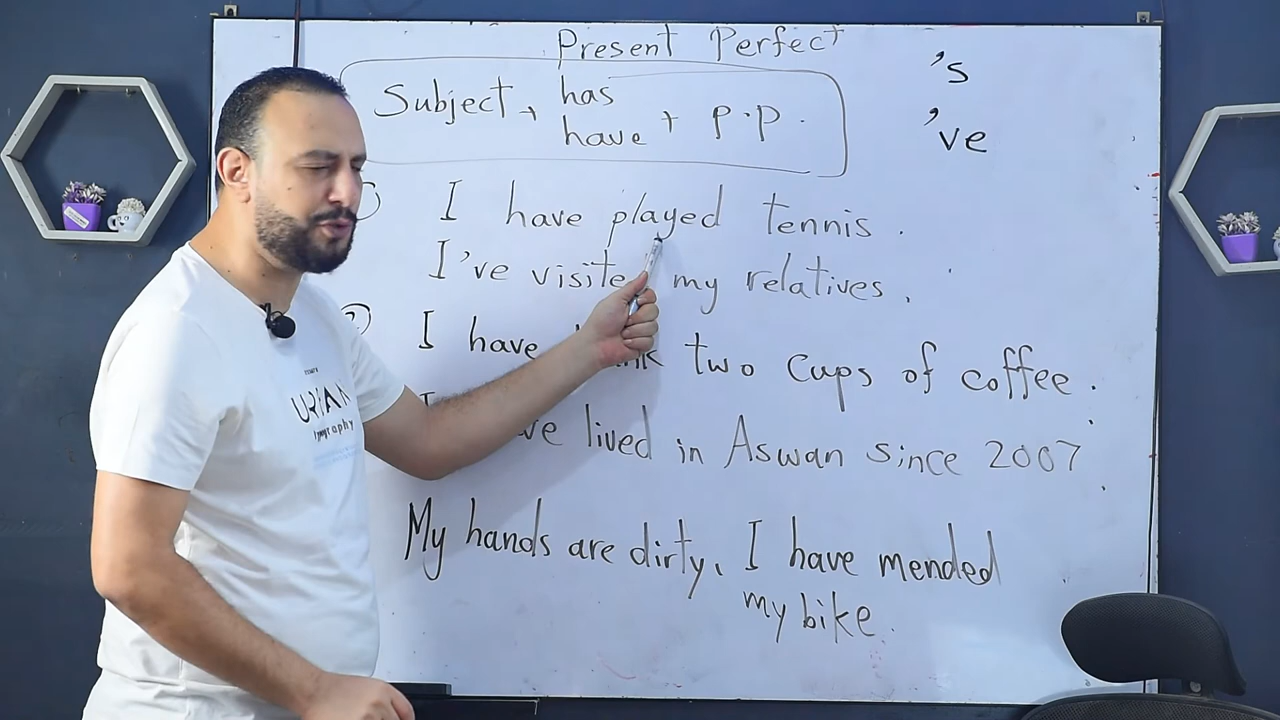 Present Perfect
Subject + has
have + P.P.
's
've
I have played tennis.
I've visited my relatives.
I have two cups of coffee.
lived in Aswan since 2007
My hands are dirty, I have mended
my bike.
URBAN